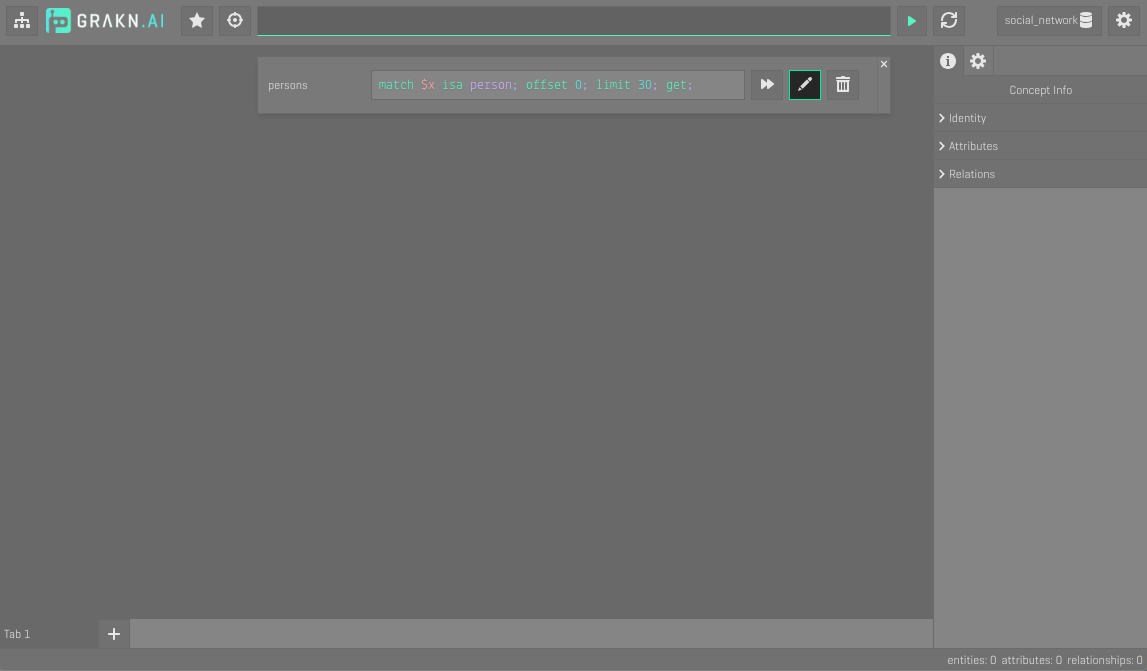 GRAKN.AI
social_network
persons
match $x isa person; offset 0; limit 30; get;
Concept Info
Identity
Attributes
Relations
Tab 1
entities: 0 attributes: 0 relationships: 0